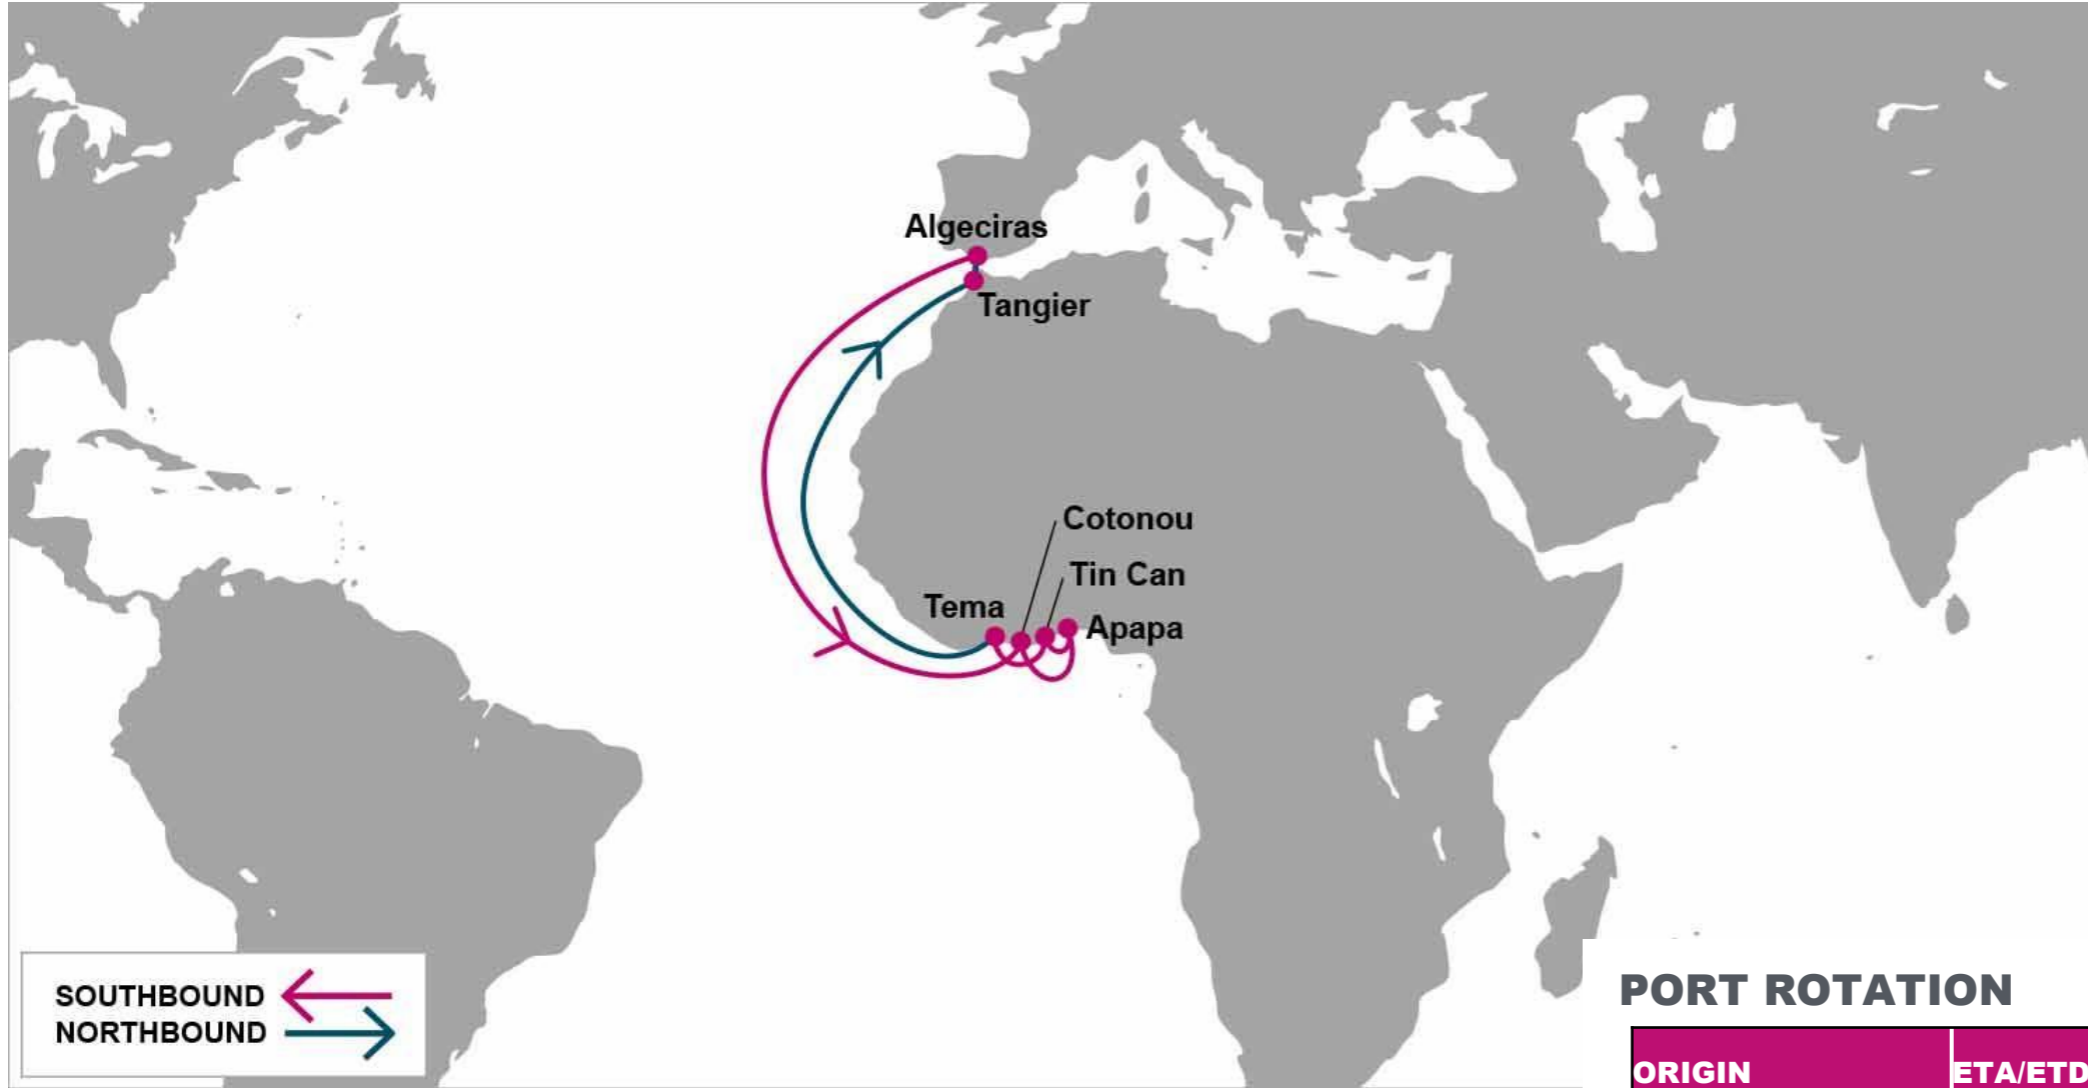 Algeciras
Tangier
Cotonou
Tin Can
Tema
Apapa
SOUTHBOUND
NORTHBOUND
PORT ROTATION
ORIGIN ETA/ETD